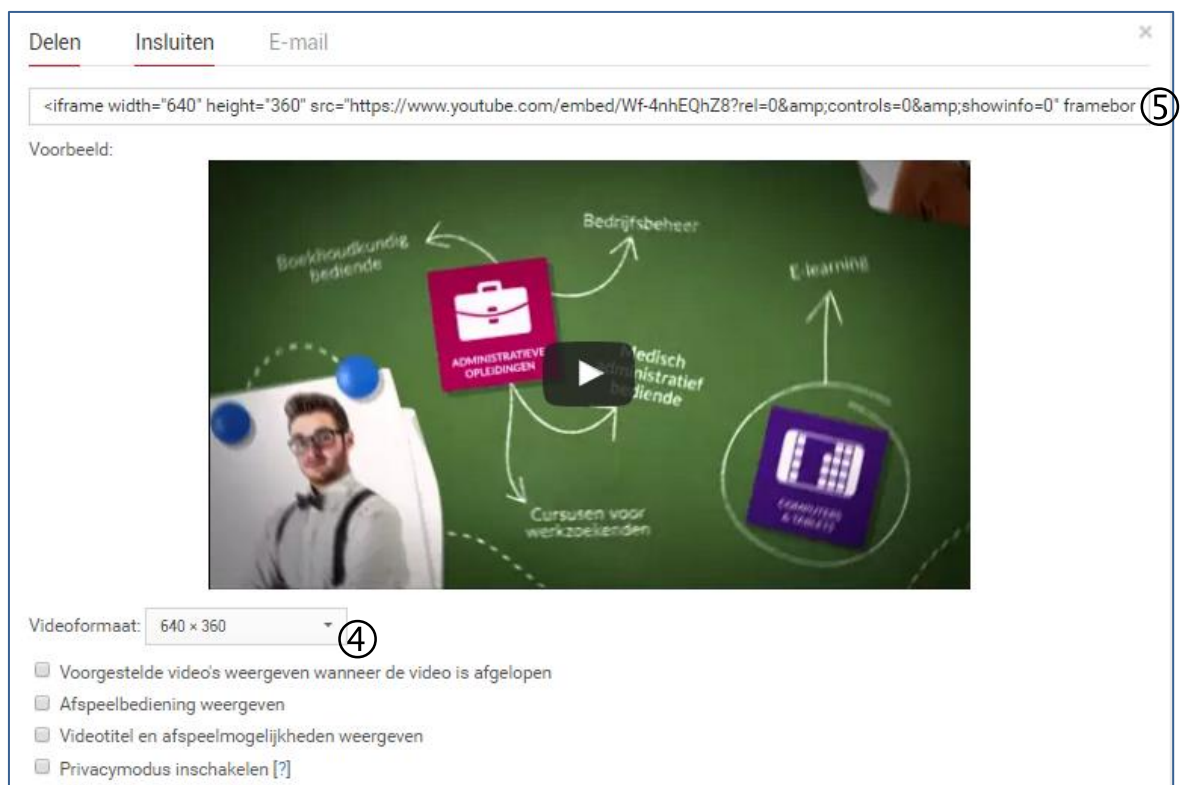 Delen Insluiten E-mail ×
<iframe width="640" height="360" src="https://www.youtube.com/embed/Wf-4nhEQhZ8?rel=0&amp;controls=0&amp;showinfo=0" framebor ⑤
Voorbeeld:
Bedrijfsbeheer
Boekhoudkundig
bediende
E-learning
ADMINISTRATIEVE
OPLEIDINGEN
Medisch
administratief
bediende
COMPUTERS
& TABLETS
Cursusen voor
werkzoekenden
Videoformaat: 640 × 360 ④
Voorgestelde video's weergeven wanneer de video is afgelopen
Afspeelbediening weergeven
Videotitel en afspeelmogelijkheden weergeven
Privacymodus inschakelen [?]